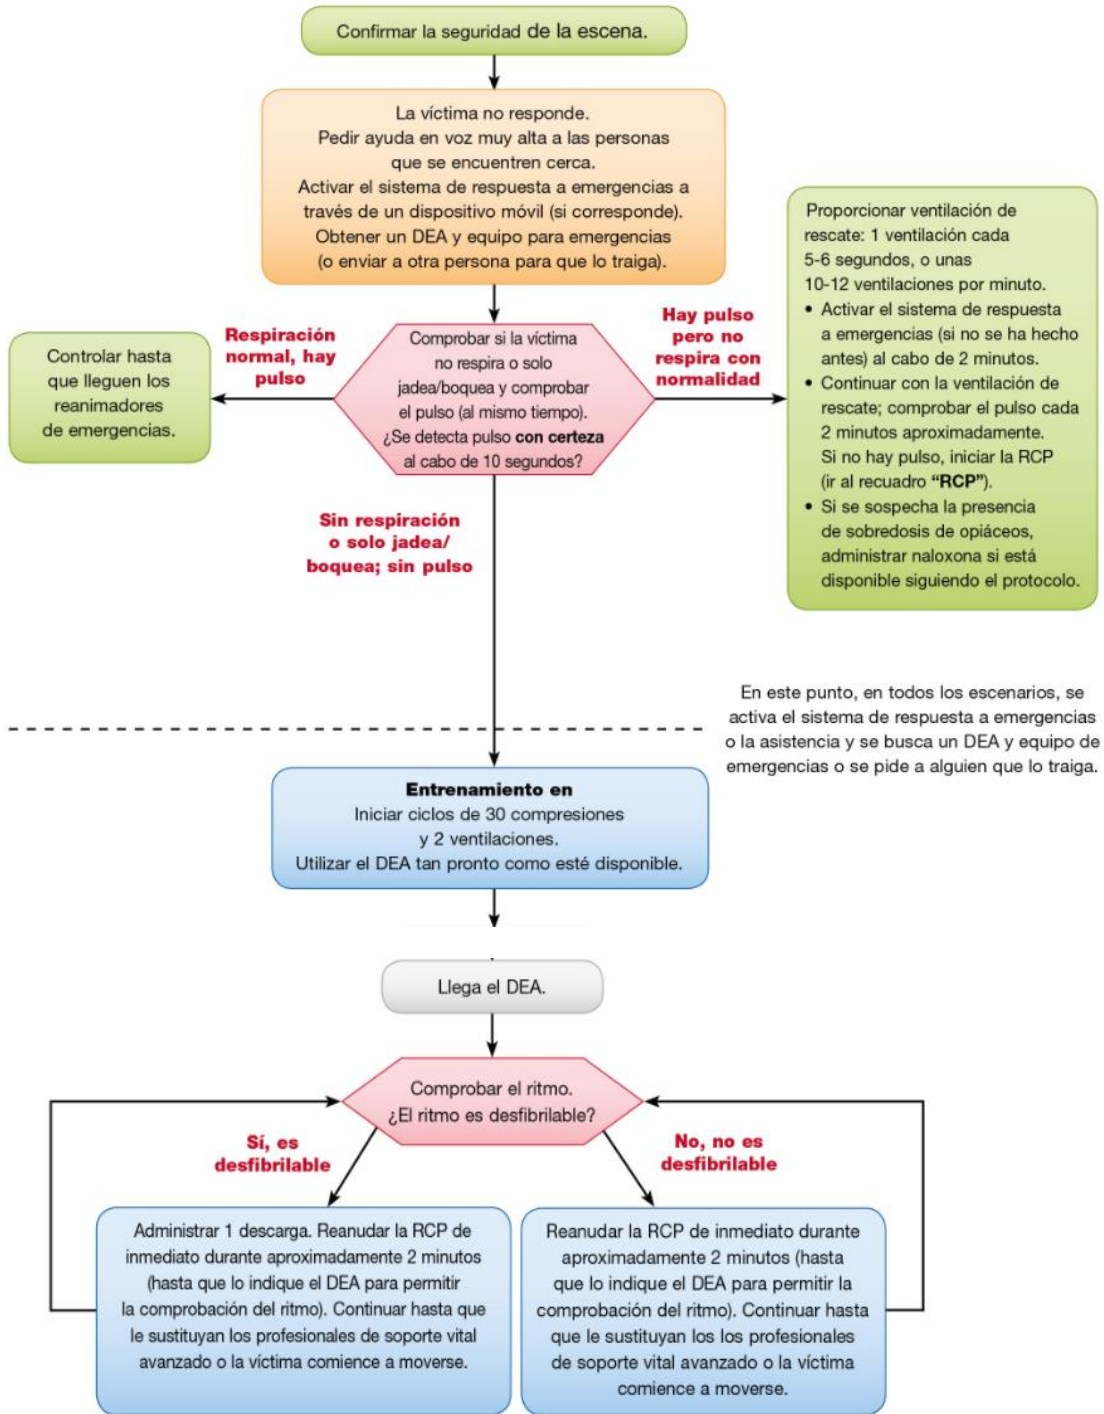 Confirmar la seguridad de la escena.
La víctima no responde.
Pedir ayuda en voz muy alta a las personas
que se encuentren cerca.
Activar el sistema de respuesta a emergencias a
través de un dispositivo móvil (si corresponde).
Obtener un DEA y equipo para emergencias
(o enviar a otra persona para que lo traiga).
Respiración
normal, hay
pulso
Controlar hasta
que lleguen los
reanimadores
de emergencias.
Comprobar si la víctima
no respira o solo
jadea/boquea y comprobar
el pulso (al mismo tiempo).
¿Se detecta pulso con certeza
al cabo de 10 segundos?
Hay pulso
pero no
respira con
normalidad
Proporcionar ventilación de
rescate: 1 ventilación cada
5-6 segundos, o unas
10-12 ventilaciones por minuto.
• Activar el sistema de respuesta
a emergencias (si no se ha hecho
antes) al cabo de 2 minutos.
• Continuar con la ventilación de
rescate; comprobar el pulso cada
2 minutos aproximadamente.
Si no hay pulso, iniciar la RCP
(ir al recuadro “RCP”).
• Si se sospecha la presencia
de sobredosis de opiáceos,
administrar naloxona si está
disponible siguiendo el protocolo.
Sin respiración
o solo jadea/
boquea; sin pulso
En este punto, en todos los escenarios, se
activa el sistema de respuesta a emergencias
o la asistencia y se busca un DEA y equipo de
emergencias o se pide a alguien que lo traiga.
Entrenamiento en
Iniciar ciclos de 30 compresiones
y 2 ventilaciones.
Utilizar el DEA tan pronto como esté disponible.
Llega el DEA.
Comprobar el ritmo.
¿El ritmo es desfibrilable?
Sí, es
desfibrilable
No, no es
desfibrilable
Administrar 1 descarga. Reanudar la RCP de
inmediato durante aproximadamente 2 minutos
(hasta que lo indique el DEA para permitir
la comprobación del ritmo). Continuar hasta que
le sustituyan los profesionales de soporte vital
avanzado o la víctima comience a moverse.
Reanudar la RCP de inmediato durante
aproximadamente 2 minutos (hasta
que lo indique el DEA para permitir la
comprobación del ritmo). Continuar hasta
que le sustituyan los los profesionales
de soporte vital avanzado o la víctima
comience a moverse.